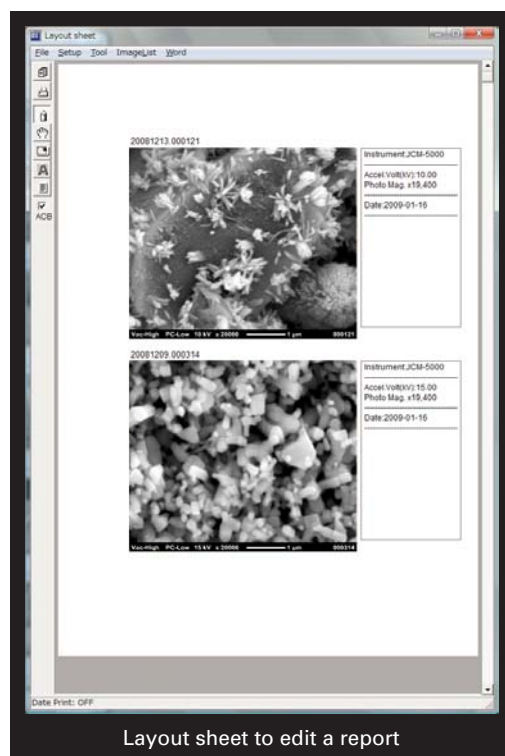 Layout sheet
File Setup Tool ImageList Word
ACB
20081213.000121
Instrument.JCM-5000
Accel.Volt(kV):10.00
Photo Mag. x19,400
Date:2009-01-16
Vac-High PC-Low 10 kV x 20000 1 µm 000121
20081209.000314
Instrument.JCM-5000
Accel.Volt(kV):15.00
Photo Mag. x19,400
Date:2009-01-16
Vac-High PC-Low 15 kV x 20000 1 µm 000314
Date Print: OFF
Layout sheet to edit a report